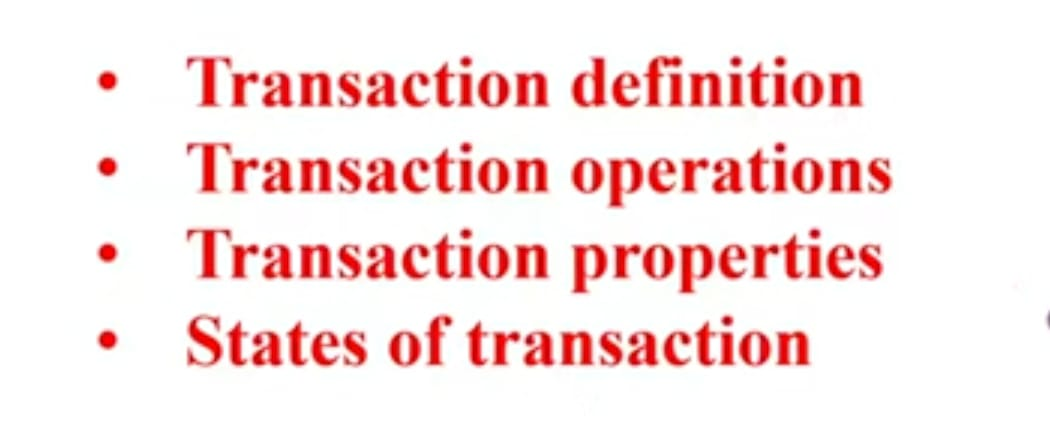 • Transaction definition
• Transaction operations
• Transaction properties
• States of transaction